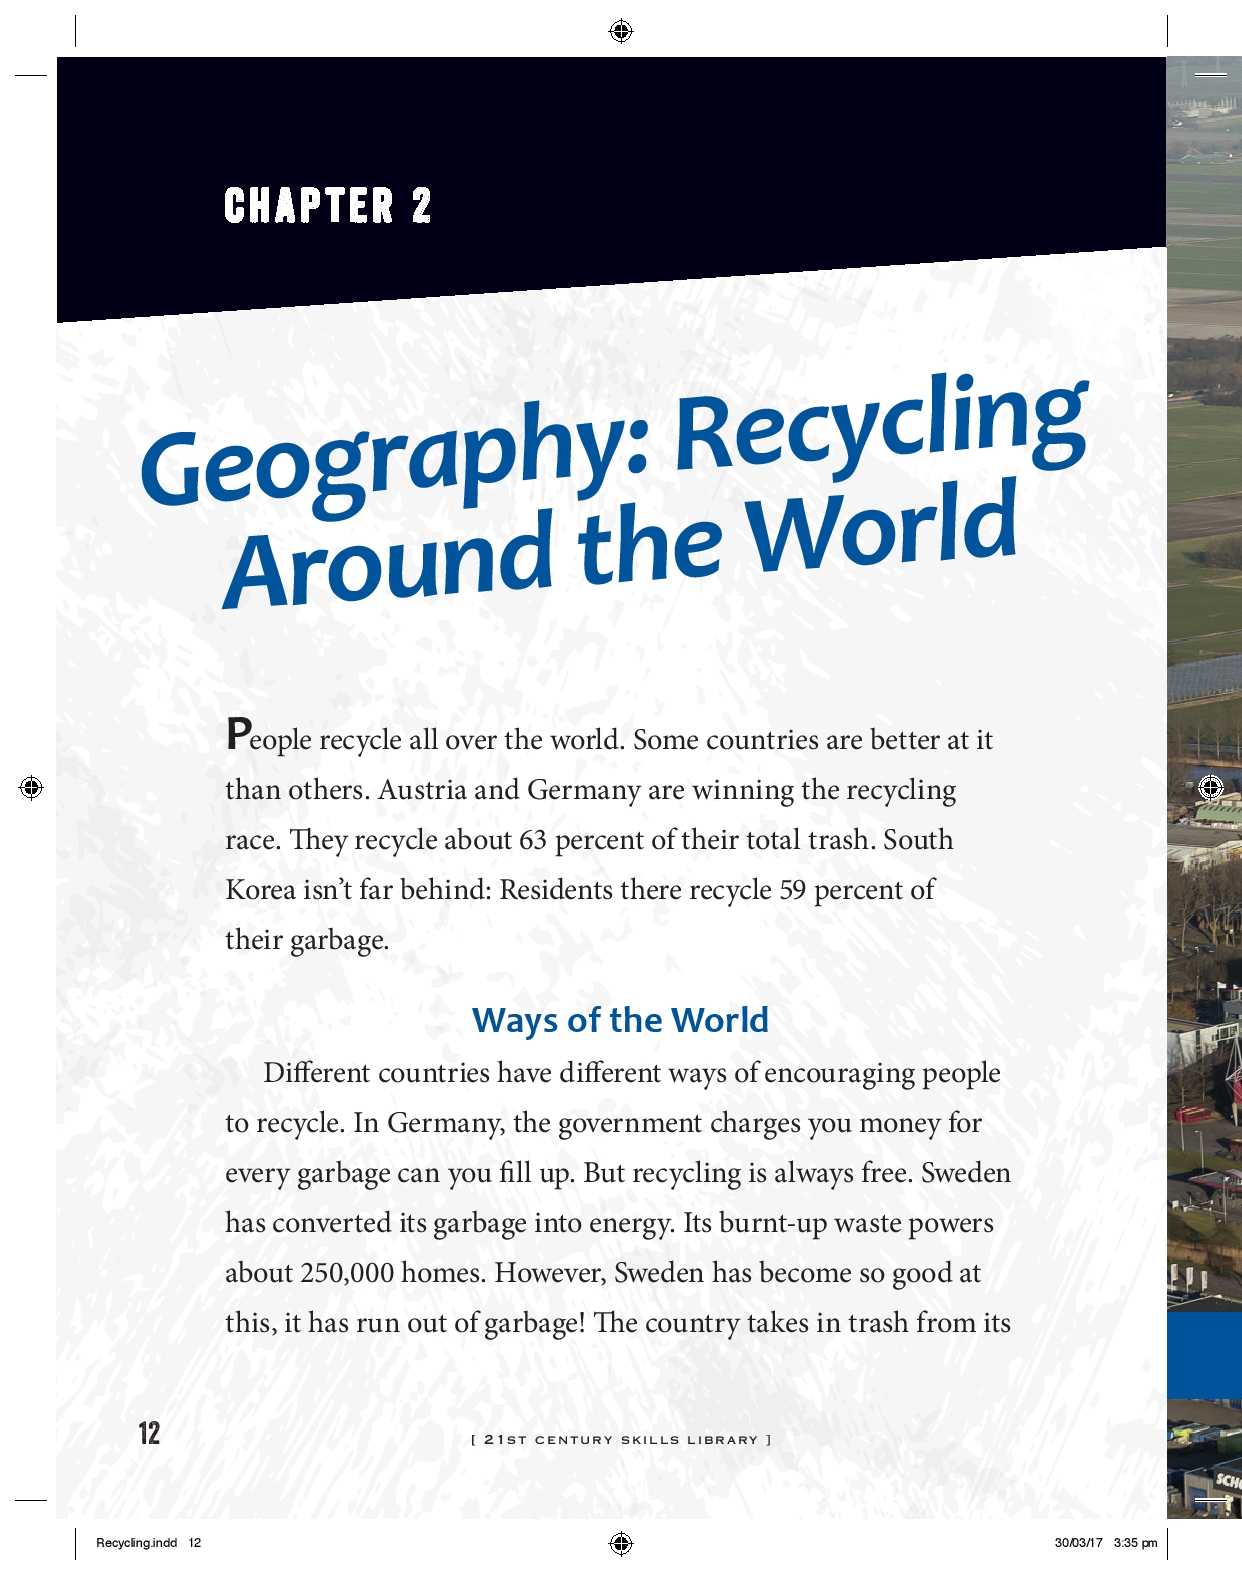 CHAPTER 2
Geography: Recycling
Around the World
People recycle all over the world. Some countries are better at it
than others. Austria and Germany are winning the recycling
race. They recycle about 63 percent of their total trash. South
Korea isn’t far behind: Residents there recycle 59 percent of
their garbage.
Ways of the World
Different countries have different ways of encouraging people
to recycle. In Germany, the government charges you money for
every garbage can you fill up. But recycling is always free. Sweden
has converted its garbage into energy. Its burnt-up waste powers
about 250,000 homes. However, Sweden has become so good at
this, it has run out of garbage! The country takes in trash from its
12
[ 21ST CENTURY SKILLS LIBRARY ]
Recycling.indd 12
30/03/17 3:35 pm